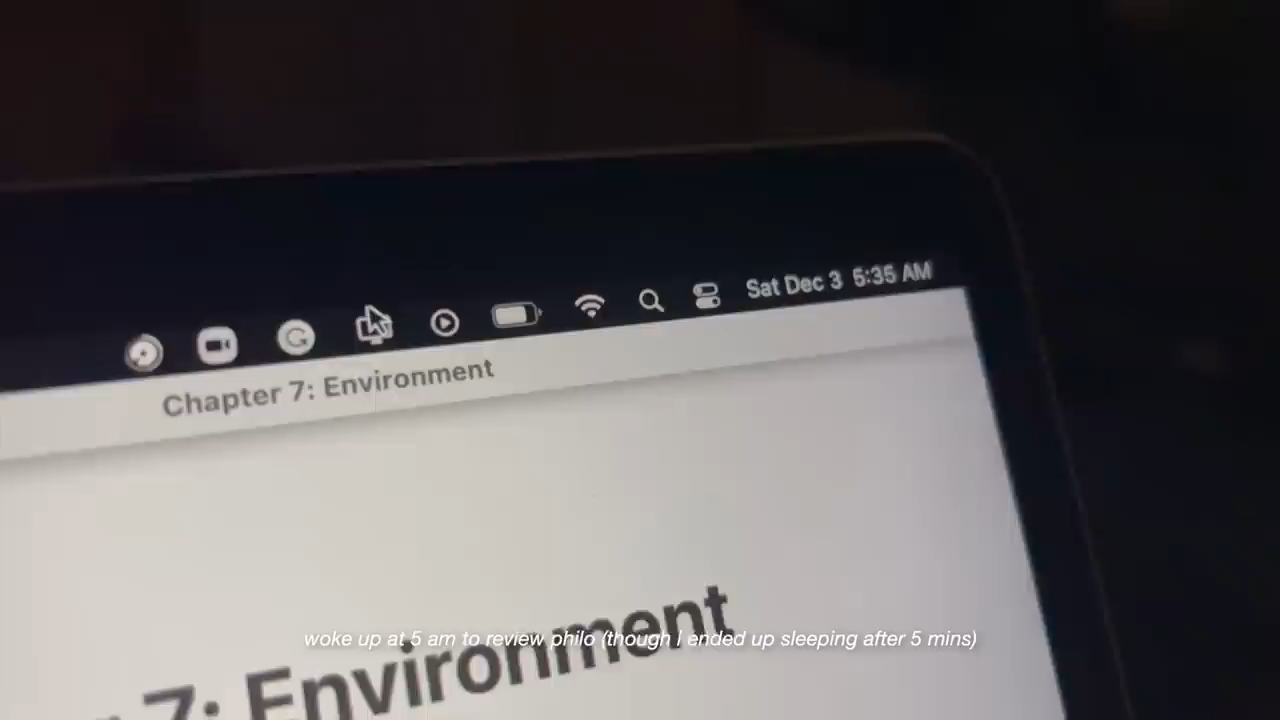 Sat Dec 3 5:35 AM
Chapter 7: Environment
7: Environment
woke up at 5 am to review philo (though I ended up sleeping after 5 mins)